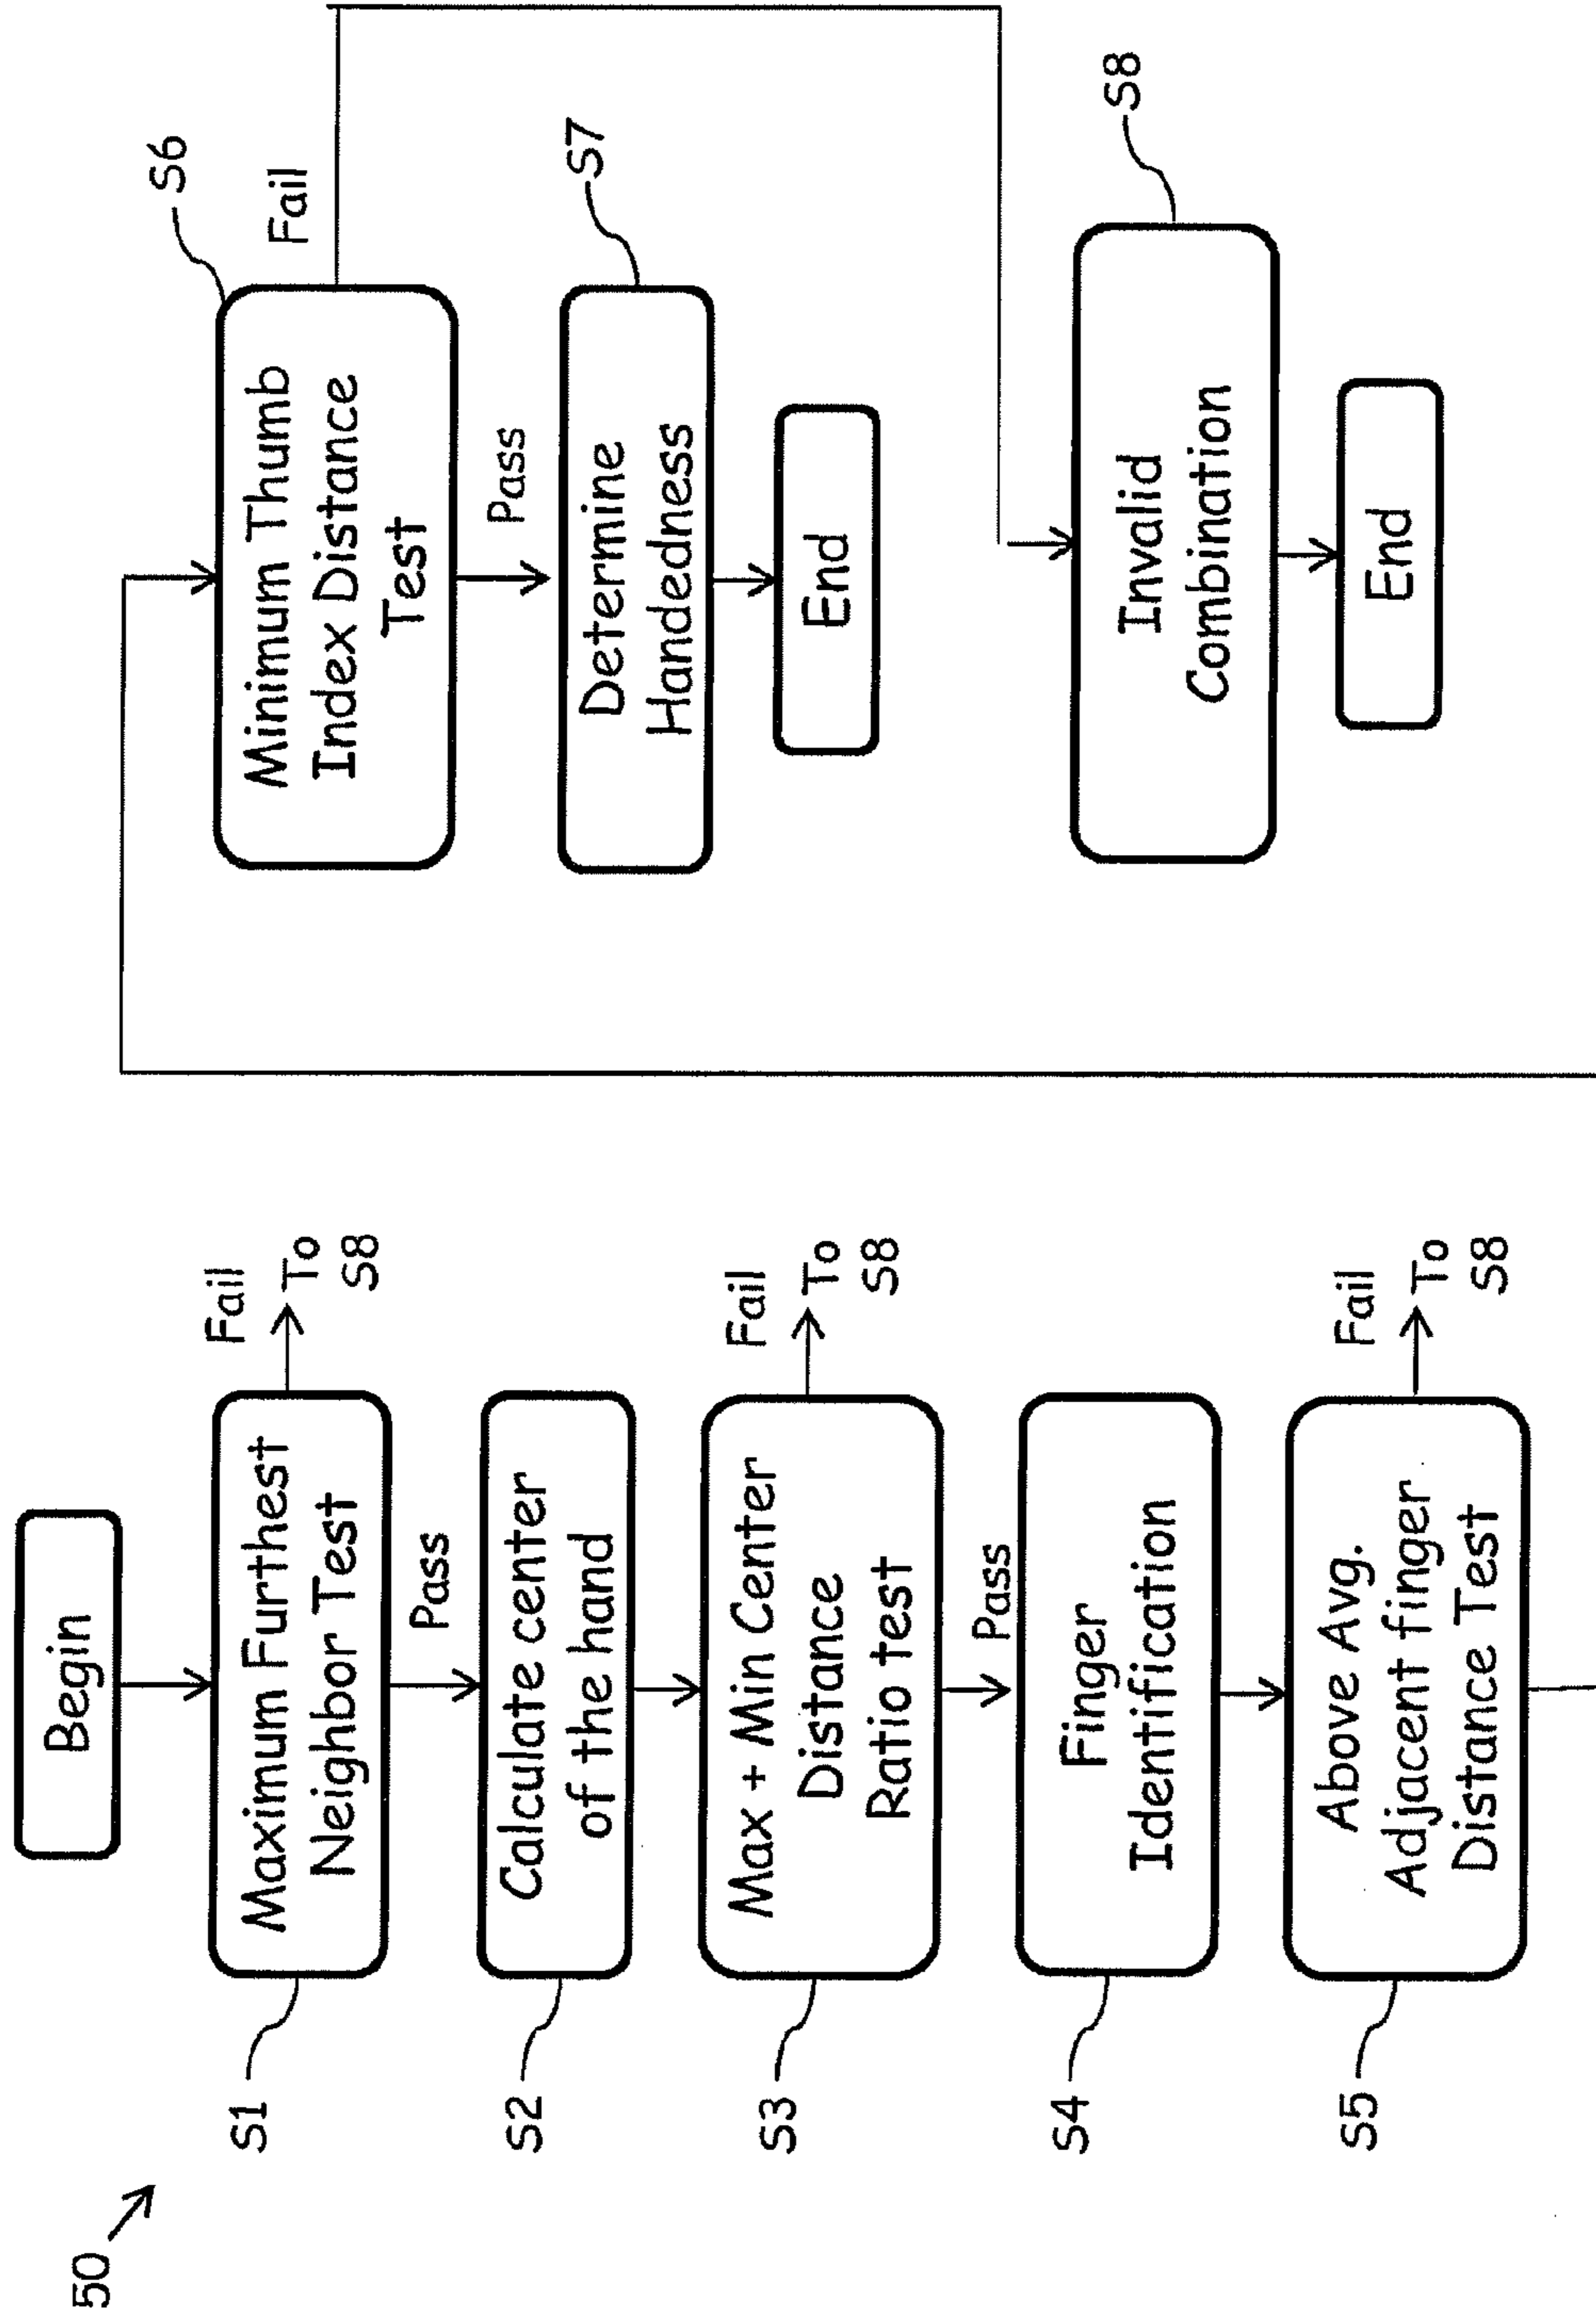 50
Begin
S1
Maximum Furthest
Neighbor Test
Fail
To
S8
Pass
S2
Calculate center
of the hand
S3
Max + Min Center
Distance
Ratio test
Fail
To
S8
Pass
S4
Finger
Identification
S5
Above Avg.
Adjacent finger
Distance Test
Fail
To
S8
S6
Minimum Thumb
Index Distance
Test
Fail
Pass
S7
Determine
Handedness
End
S8
Invalid
Combination
End